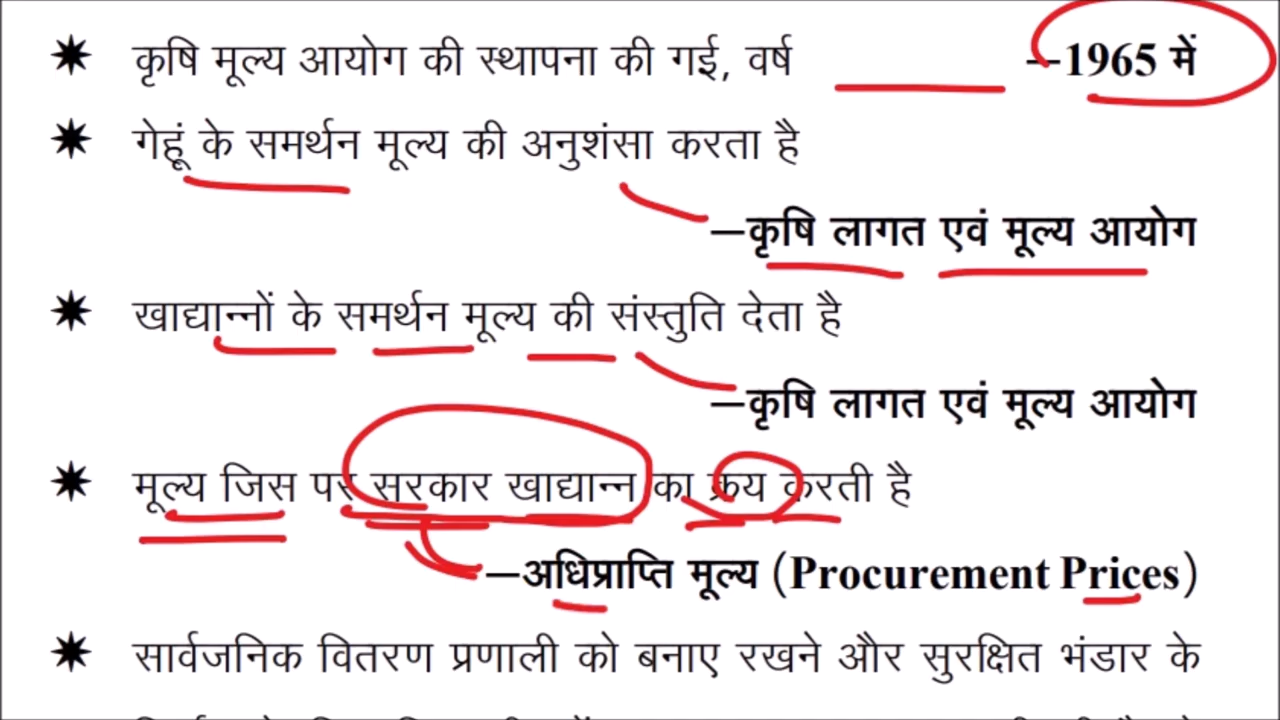 ✷ कृषि मूल्य आयोग की स्थापना की गई, वर्ष —1965 में
✷ गेहूं के समर्थन मूल्य की अनुशंसा करता है
—कृषि लागत एवं मूल्य आयोग
✷ खाद्यान्नों के समर्थन मूल्य की संस्तुति देता है
—कृषि लागत एवं मूल्य आयोग
✷ मूल्य जिस पर सरकार खाद्यान्न का क्रय करती है
—अधिप्राप्ति मूल्य (Procurement Prices)
✷ सार्वजनिक वितरण प्रणाली को बनाए रखने और सुरक्षित भंडार के